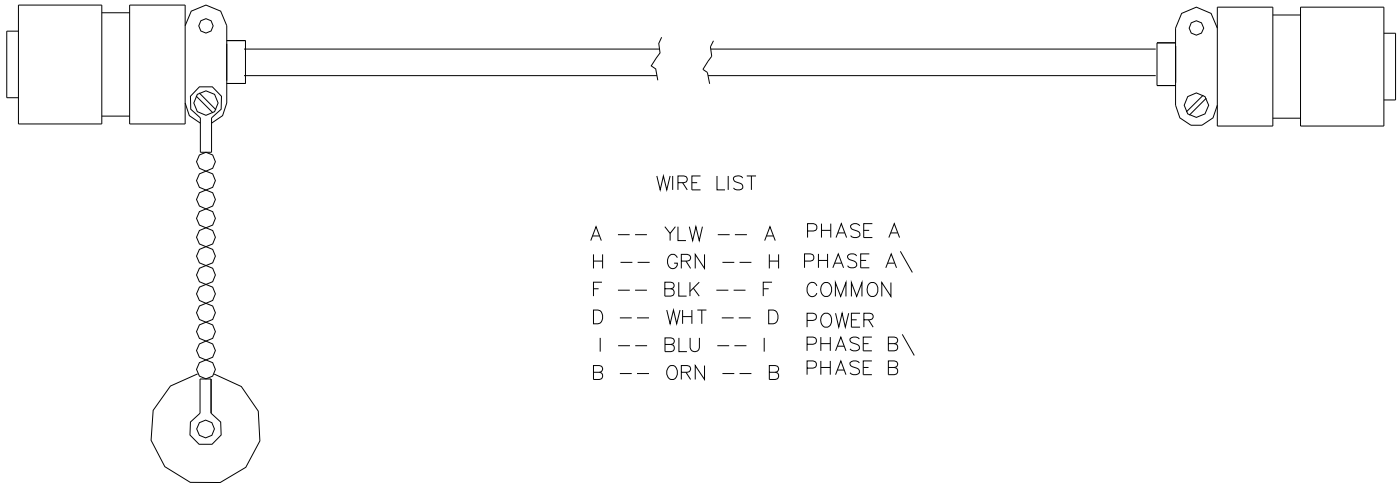 WIRE LIST
A -- YLW -- A PHASE A
H -- GRN -- H PHASE A\
F -- BLK -- F COMMON
D -- WHT -- D POWER
I -- BLU -- I PHASE B\
B -- ORN -- B PHASE B